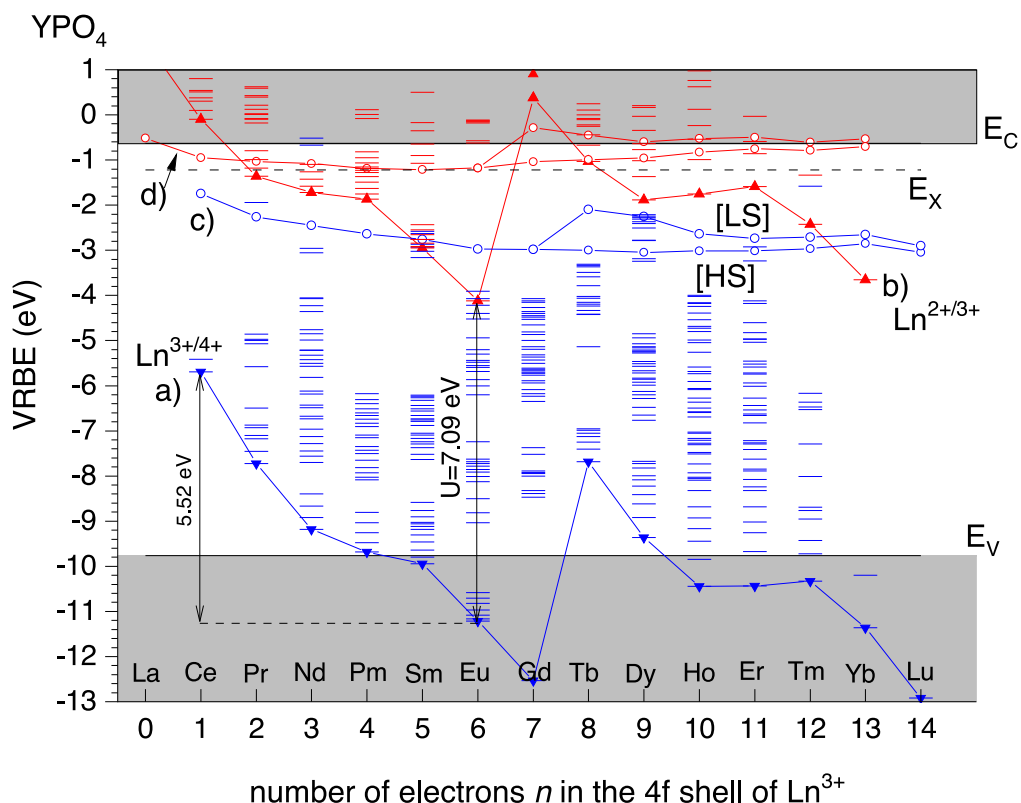 YPO₄
VRBE (eV)
1
0
-1
-2
-3
-4
-5
-6
-7
-8
-9
-10
-11
-12
-13
E_C
E_X
E_V
d)
c)
[LS]
[HS]
b)
Ln²⁺/³⁺
Ln³⁺/⁴⁺
a)
5.52 eV
U=7.09 eV
La Ce Pr Nd Pm Sm Eu Gd Tb Dy Ho Er Tm Yb Lu
0 1 2 3 4 5 6 7 8 9 10 11 12 13 14
number of electrons n in the 4f shell of Ln³⁺